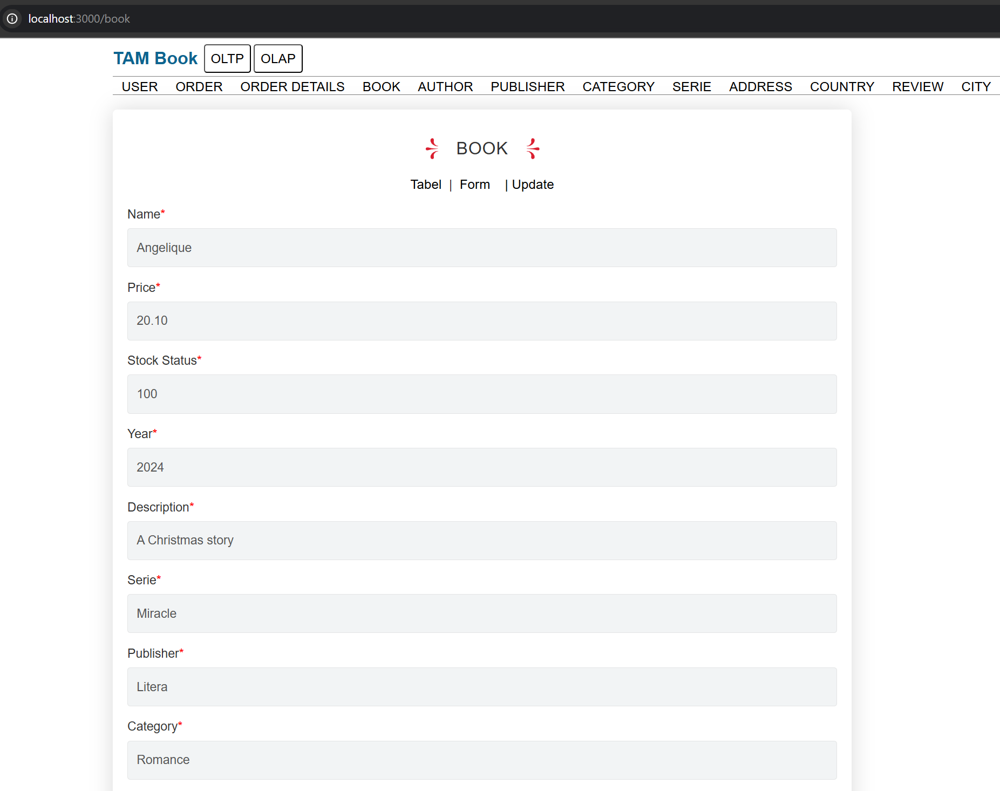 localhost:3000/book
TAM Book OLTP OLAP
USER ORDER ORDER DETAILS BOOK AUTHOR PUBLISHER CATEGORY SERIE ADDRESS COUNTRY REVIEW CITY
BOOK
Tabel | Form | Update
Name*
Angelique
Price*
20.10
Stock Status*
100
Year*
2024
Description*
A Christmas story
Serie*
Miracle
Publisher*
Litera
Category*
Romance